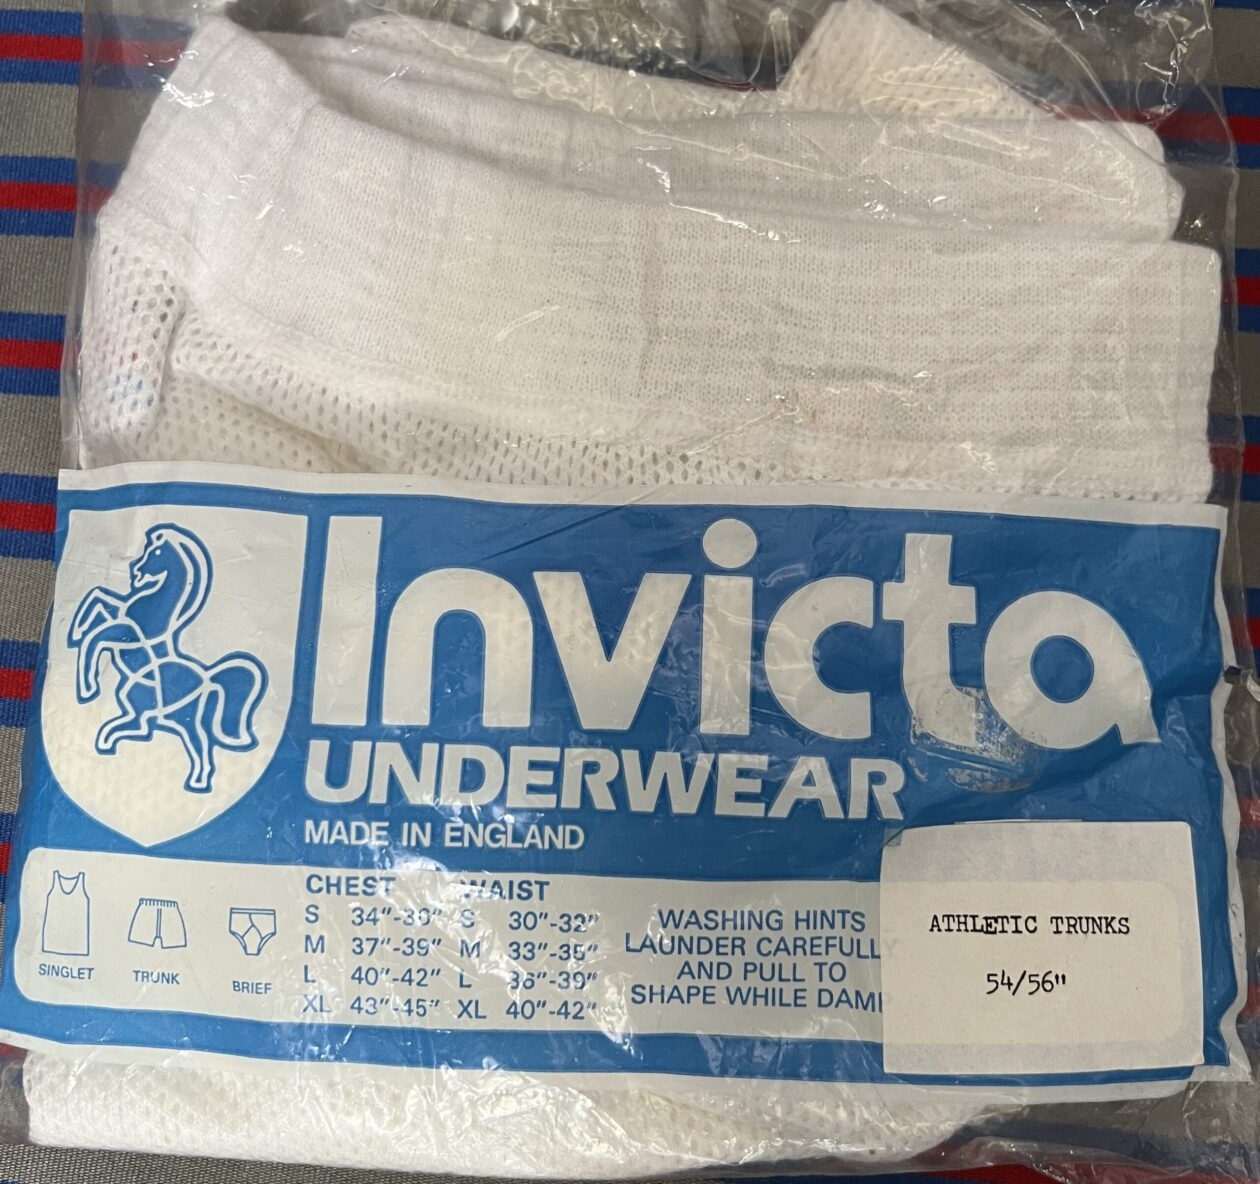 Invicta
UNDERWEAR
MADE IN ENGLAND
SINGLET
TRUNK
BRIEF
CHEST WAIST
S 34"-36" S 30"-32"
M 37"-39" M 33"-35"
L 40"-42" L 36"-39"
XL 43"-45" XL 40"-42"
WASHING HINTS
LAUNDER CAREFULLY
AND PULL TO
SHAPE WHILE DAMP
ATHLETIC TRUNKS
54/56"